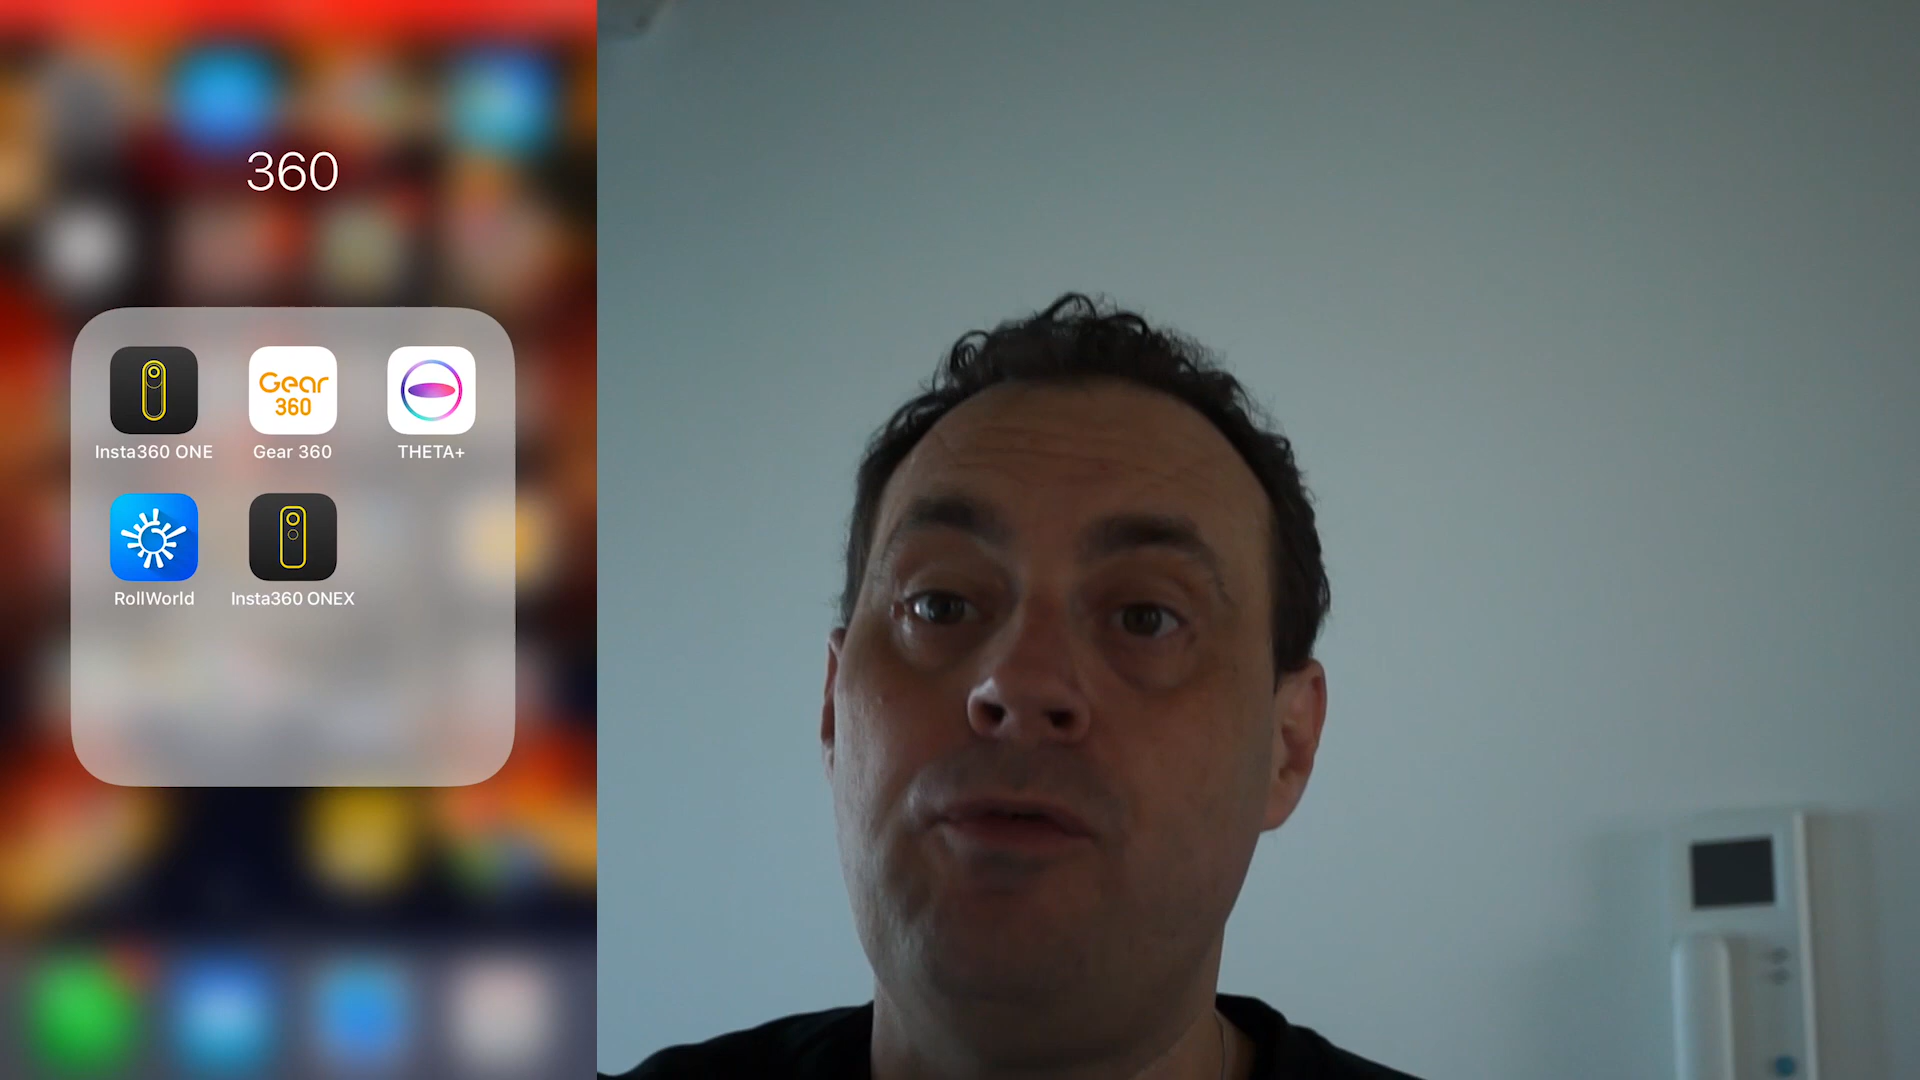 360
Gear
360
Insta360 ONE
Gear 360
THETA+
RollWorld
Insta360 ONEX